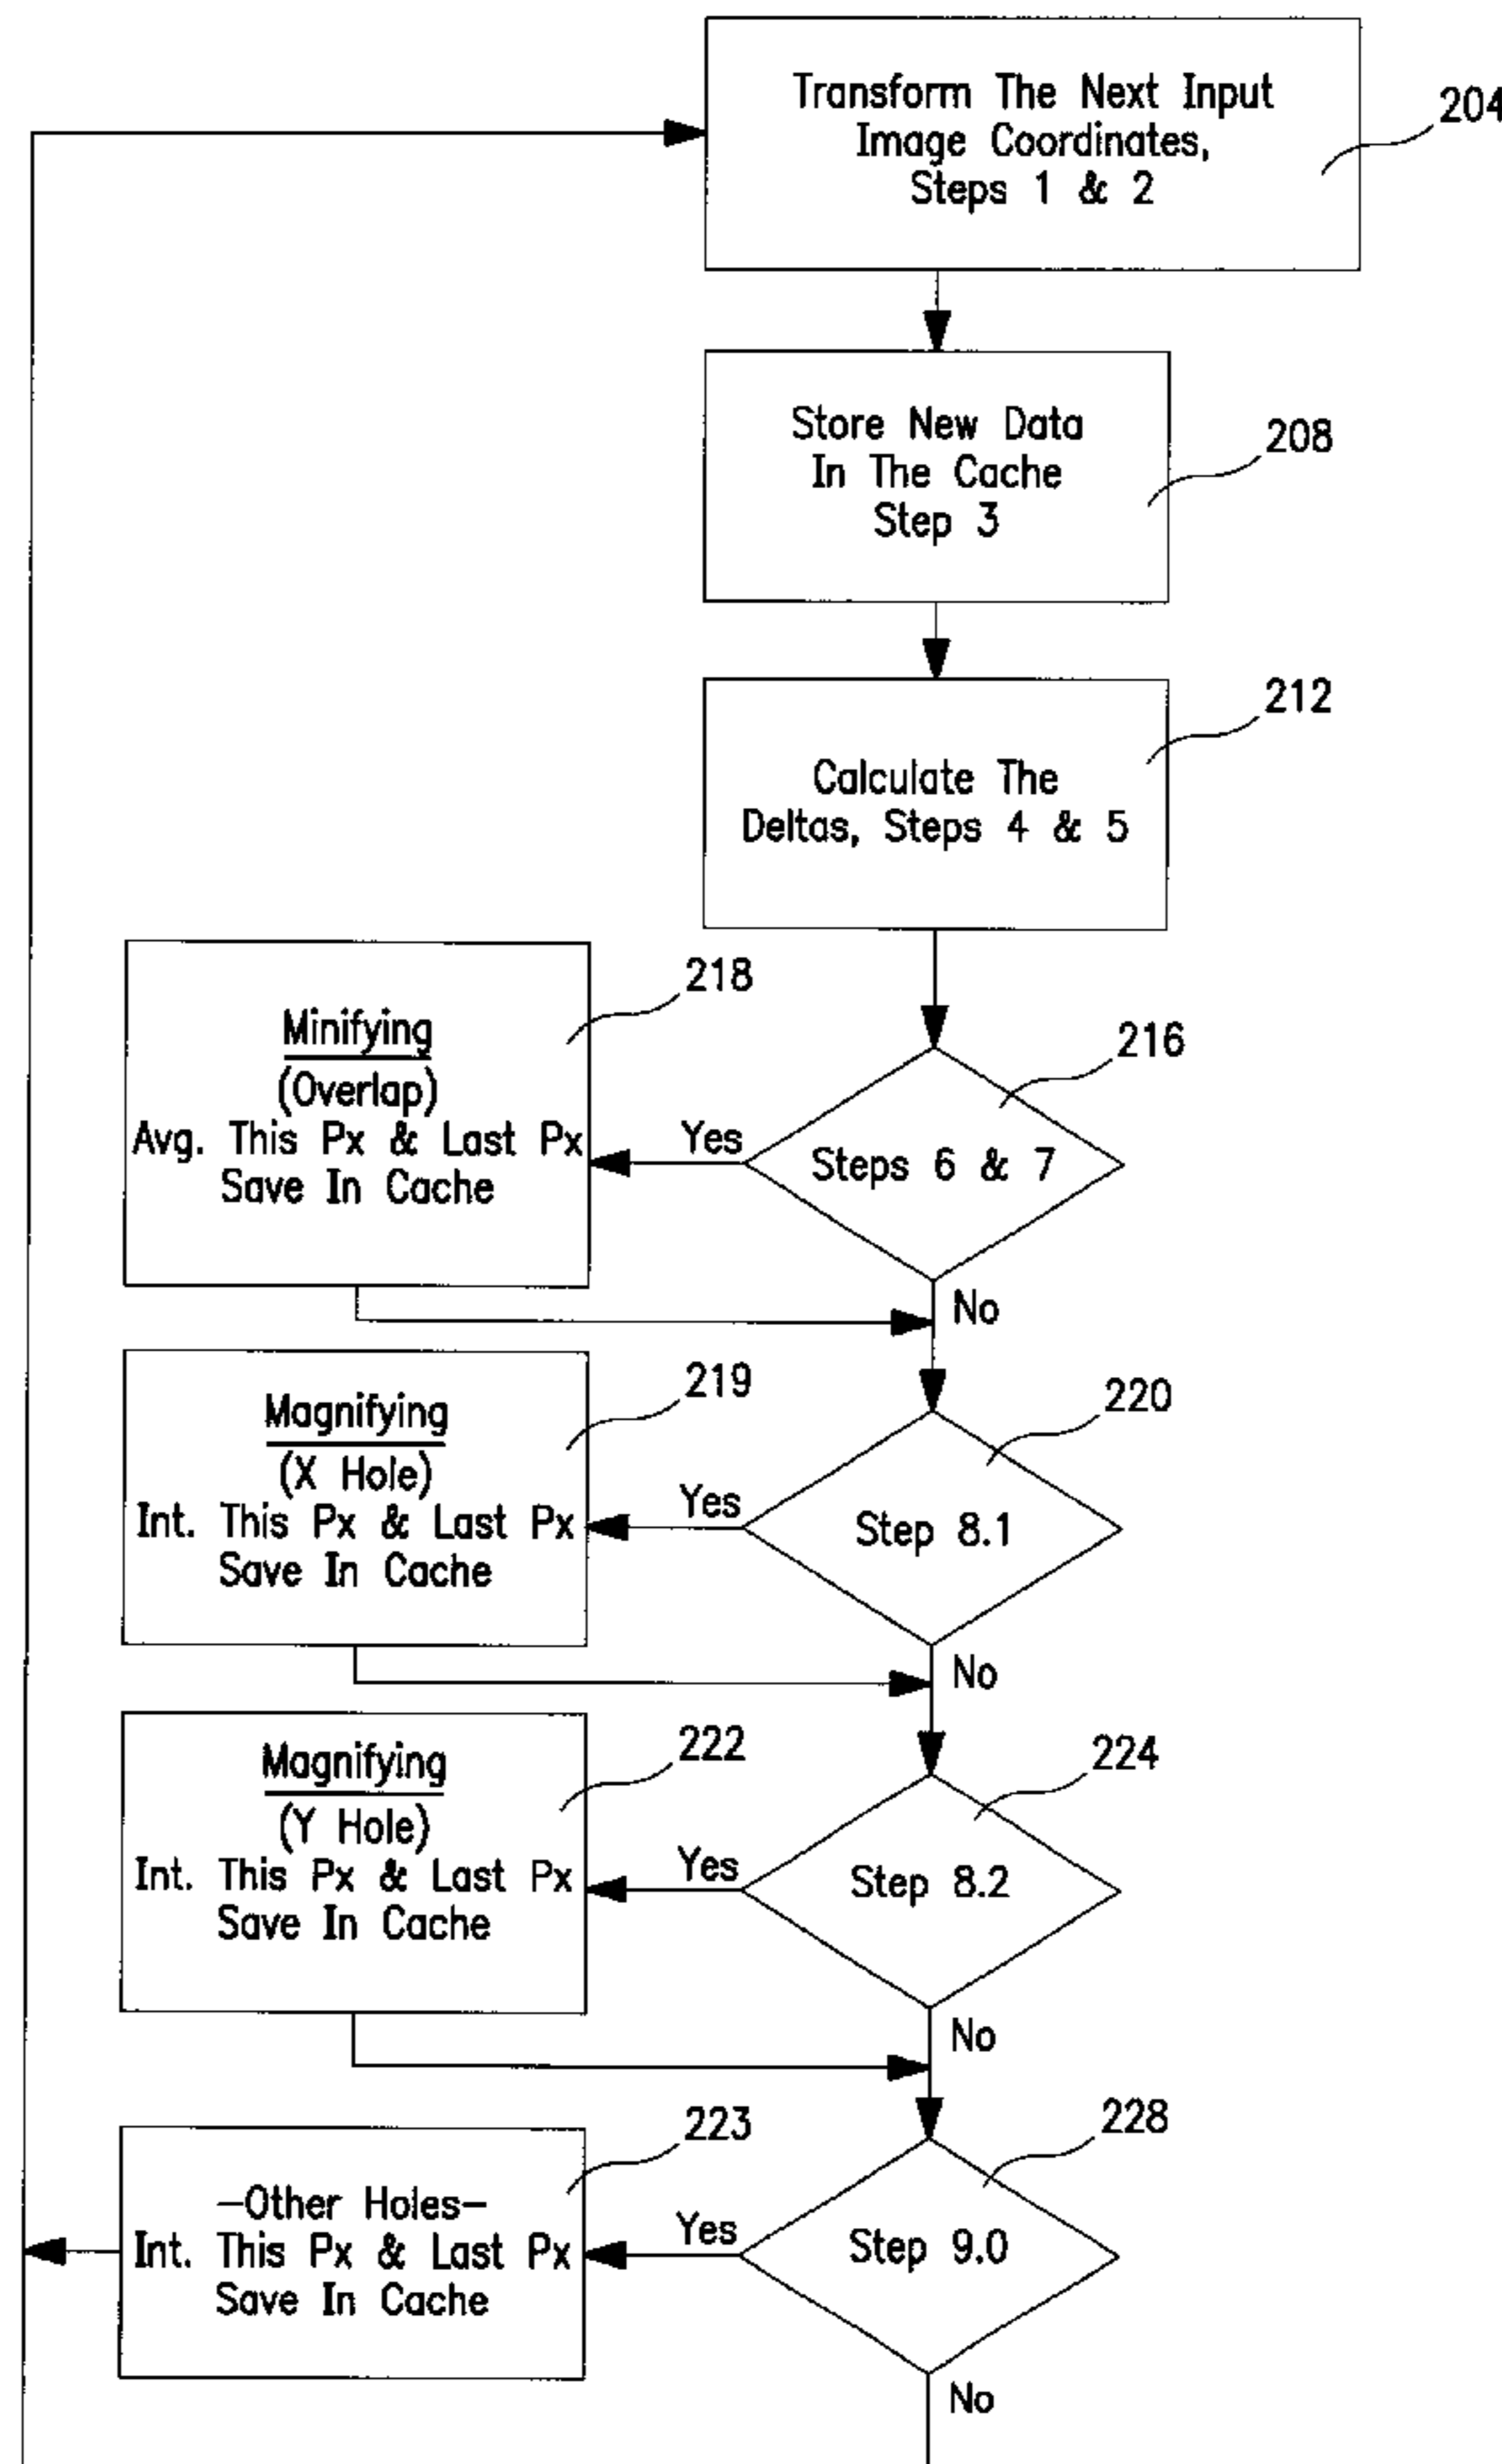 Transform The Next Input
Image Coordinates,
Steps 1 & 2
204
Store New Data
In The Cache
Step 3
208
Calculate The
Deltas, Steps 4 & 5
212
Minifying
(Overlap)
Avg. This Px & Last Px
Save In Cache
218
Yes
Steps 6 & 7
216
No
Magnifying
(X Hole)
Int. This Px & Last Px
Save In Cache
219
Yes
Step 8.1
220
No
Magnifying
(Y Hole)
Int. This Px & Last Px
Save In Cache
222
Yes
Step 8.2
224
No
-Other Holes-
Int. This Px & Last Px
Save In Cache
223
Yes
Step 9.0
228
No